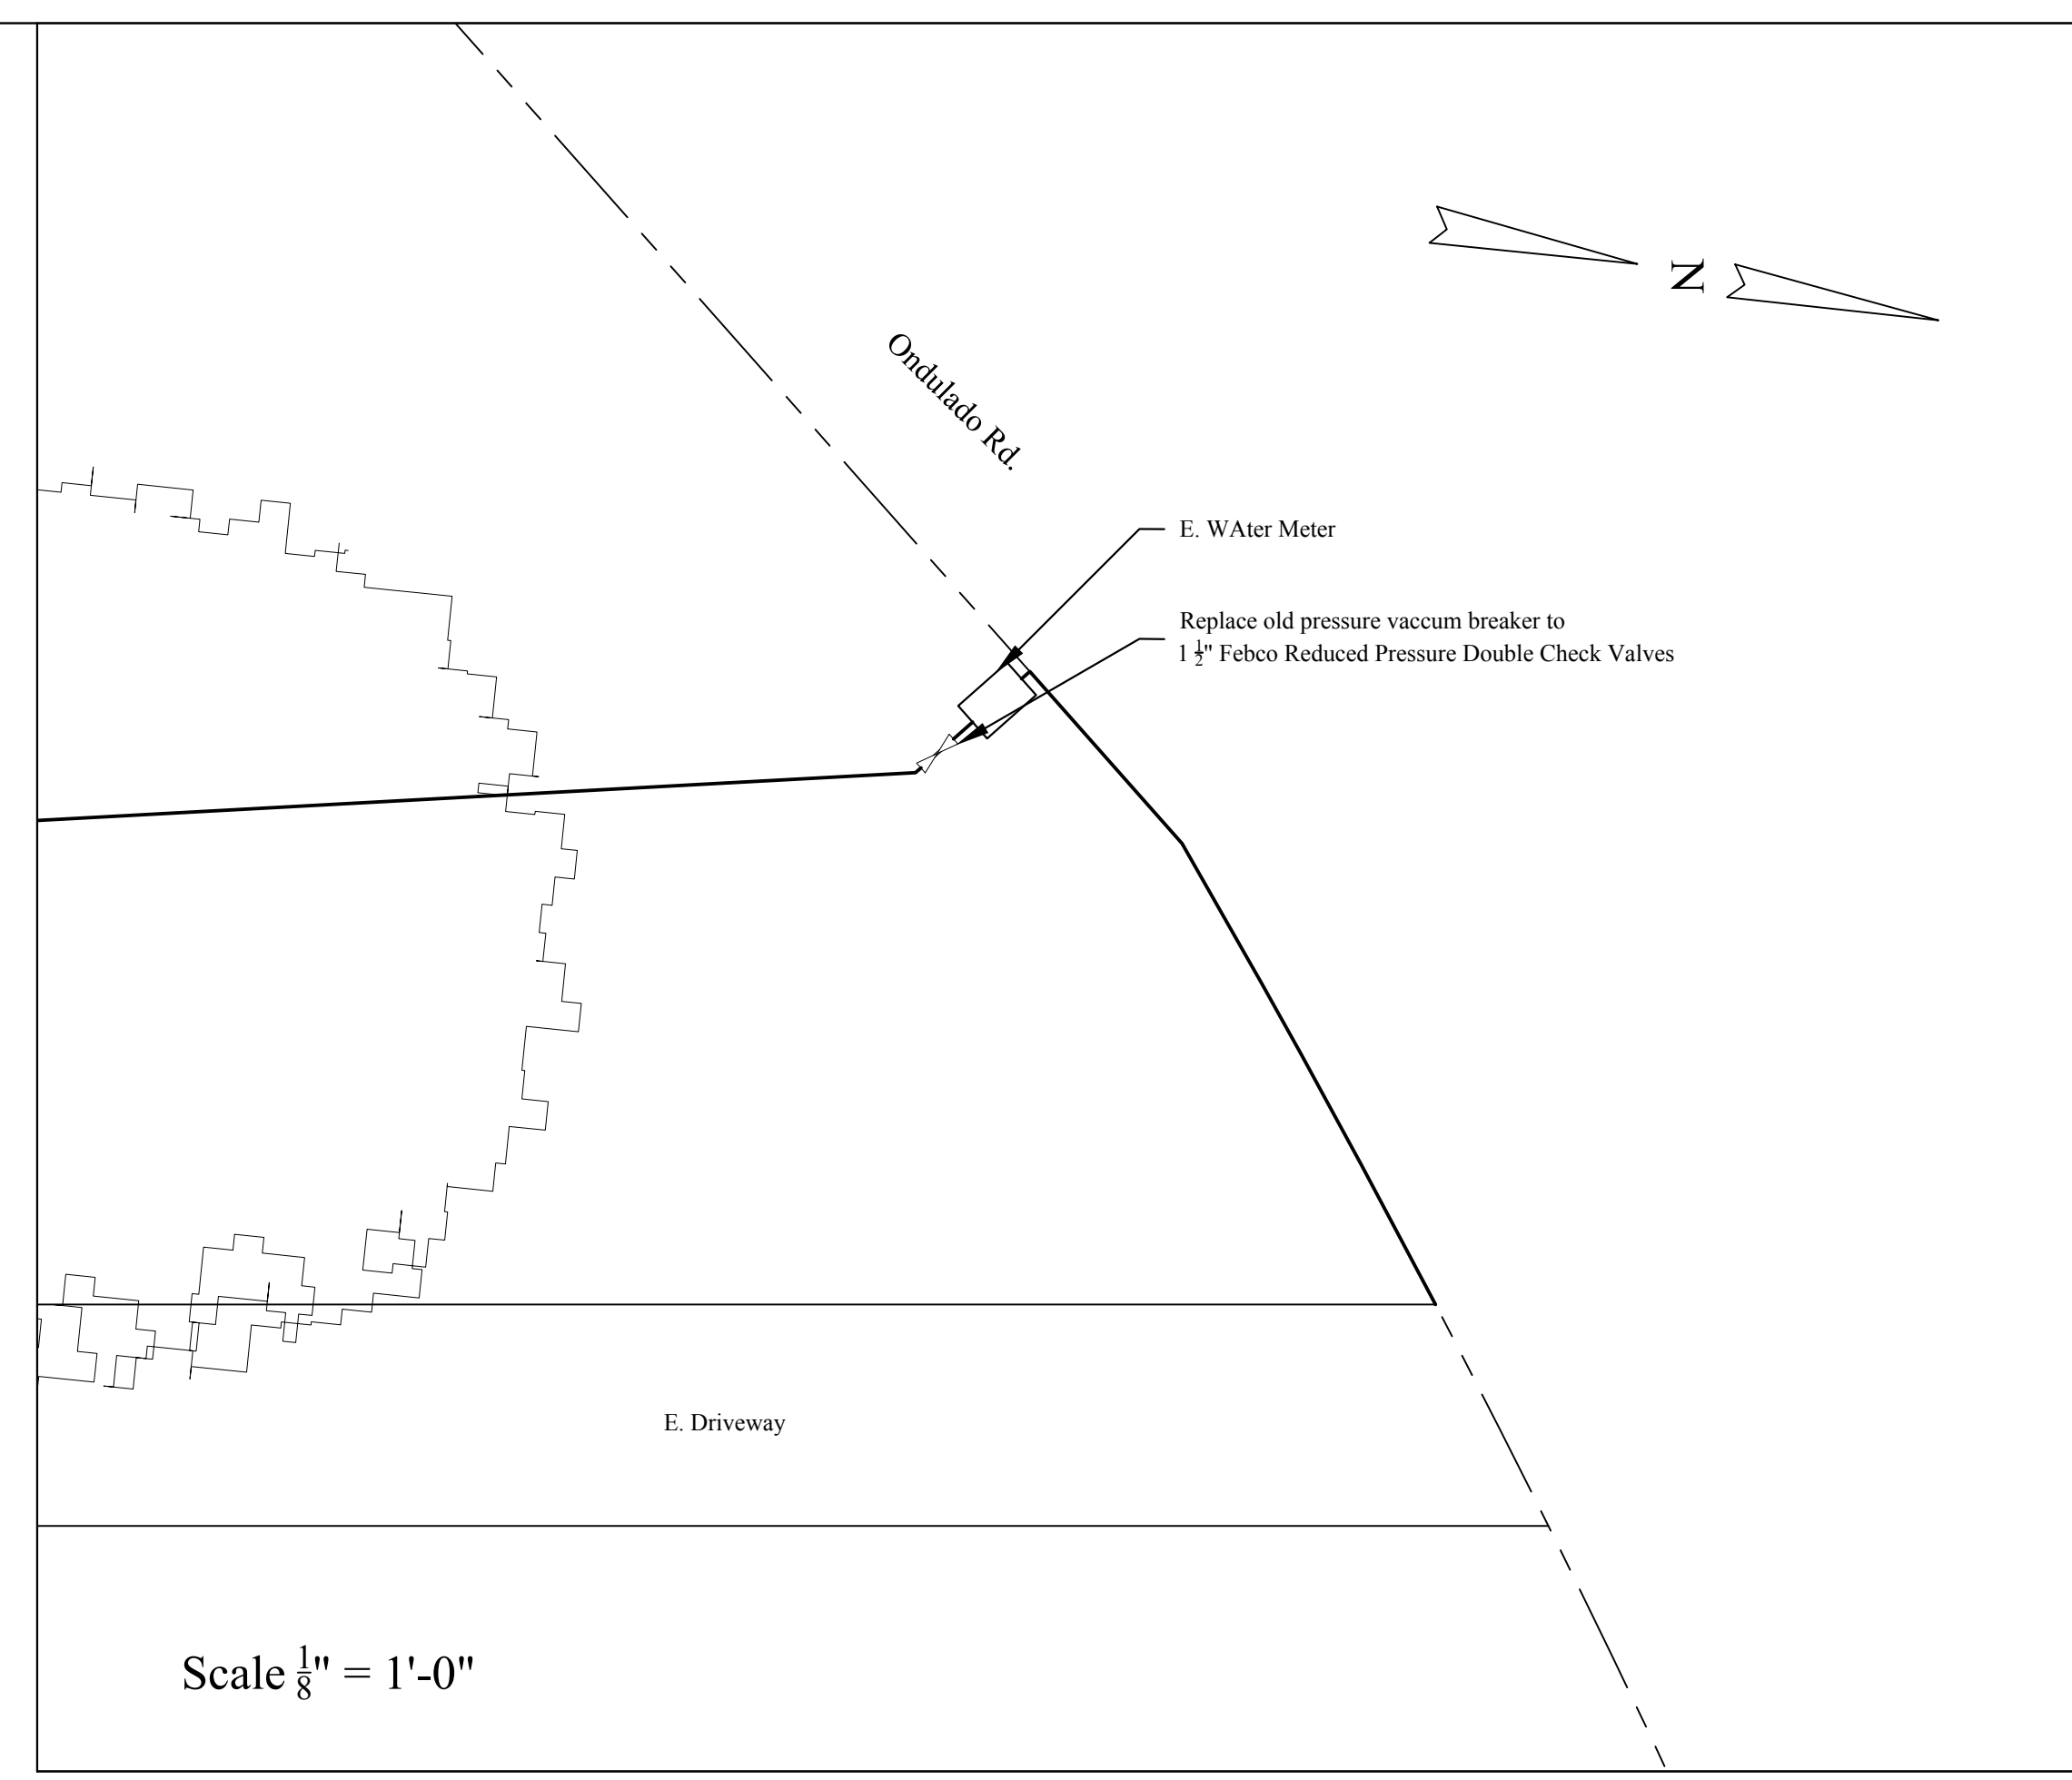 N
Ondulado Rd.
E. WAter Meter
Replace old pressure vaccum breaker to
1 1/2" Febco Reduced Pressure Double Check Valves
E. Driveway
Scale 1/8" = 1'-0"